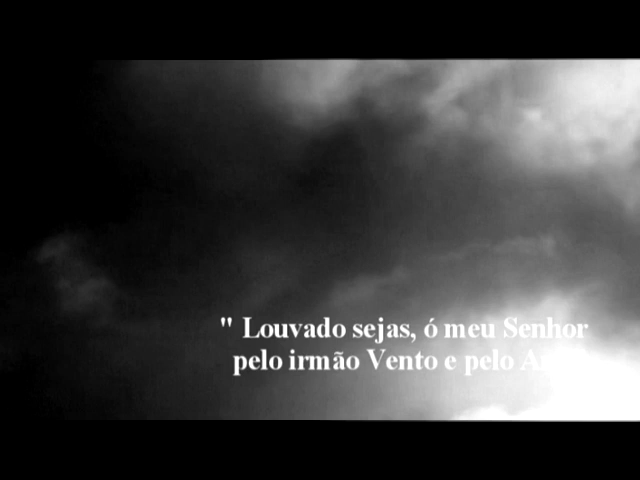 " Louvado sejas, ó meu Senhor
pelo irmão Vento e pelo